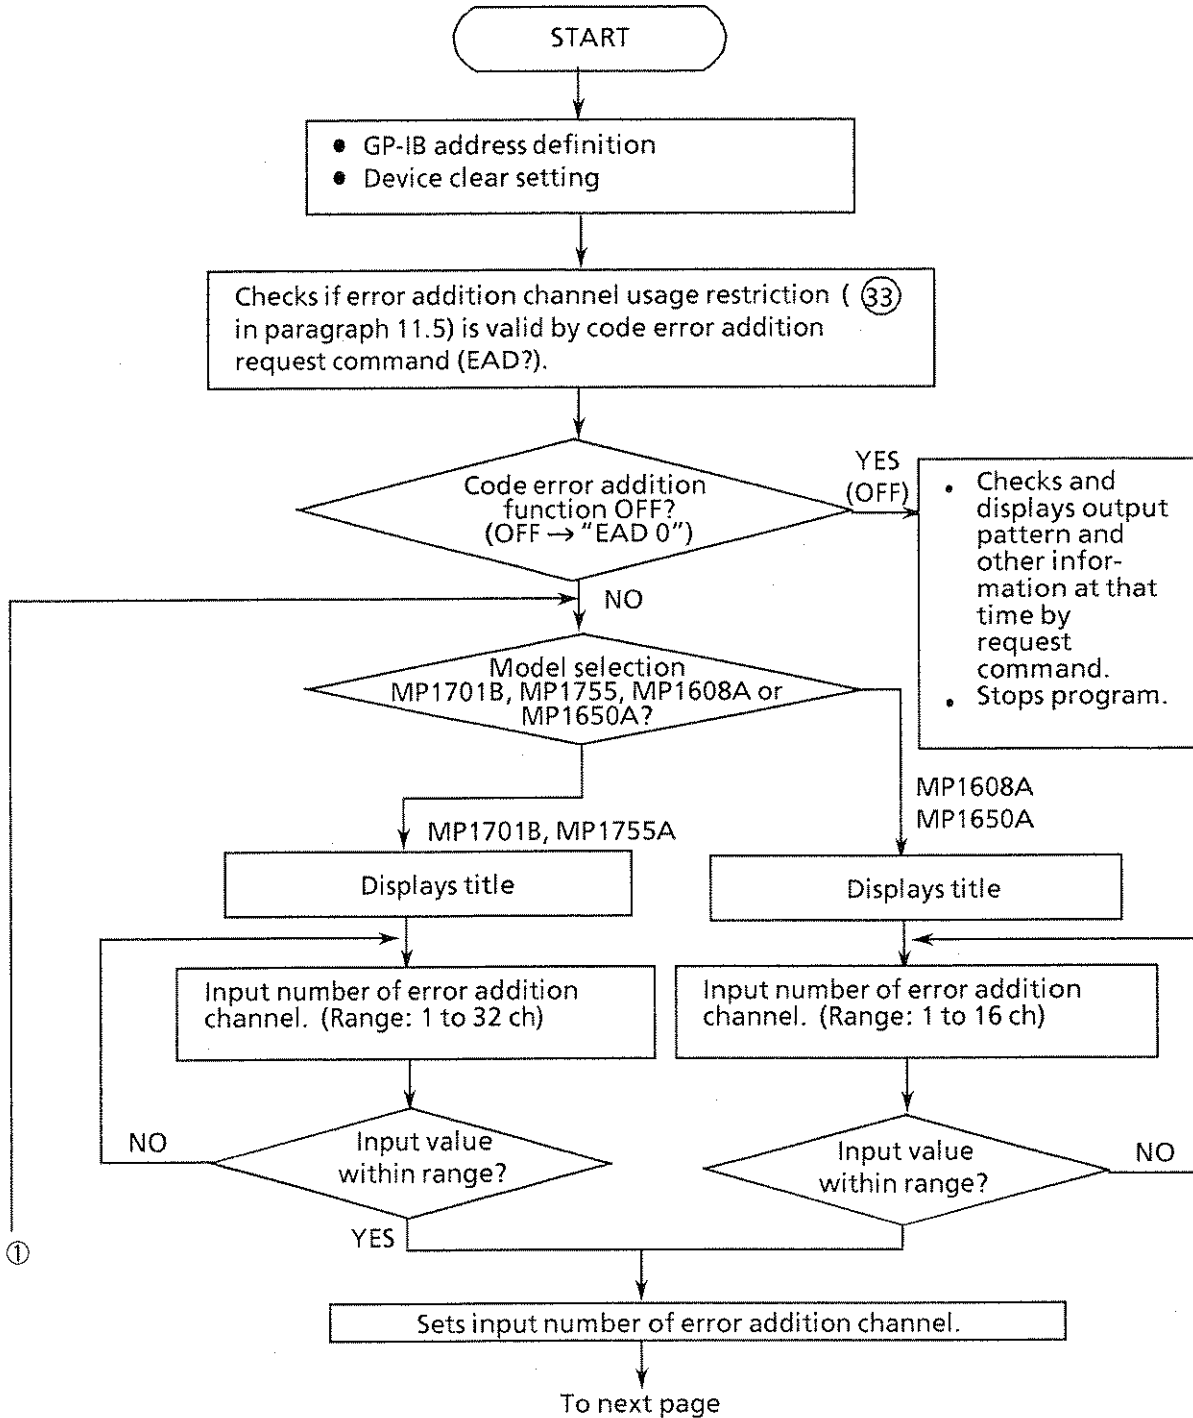 START
● GP-IB address definition
● Device clear setting
Checks if error addition channel usage restriction ( ㉝
in paragraph 11.5) is valid by code error addition
request command (EAD?).
Code error addition
function OFF?
(OFF → "EAD 0")
YES
(OFF)
• Checks and
displays output
pattern and
other infor-
mation at that
time by
request
command.
• Stops program.
NO
Model selection
MP1701B, MP1755, MP1608A or
MP1650A?
MP1701B, MP1755A
MP1608A
MP1650A
Displays title
Displays title
Input number of error addition
channel. (Range: 1 to 32 ch)
Input number of error addition
channel. (Range: 1 to 16 ch)
NO
Input value
within range?
Input value
within range?
NO
YES
①
Sets input number of error addition channel.
To next page